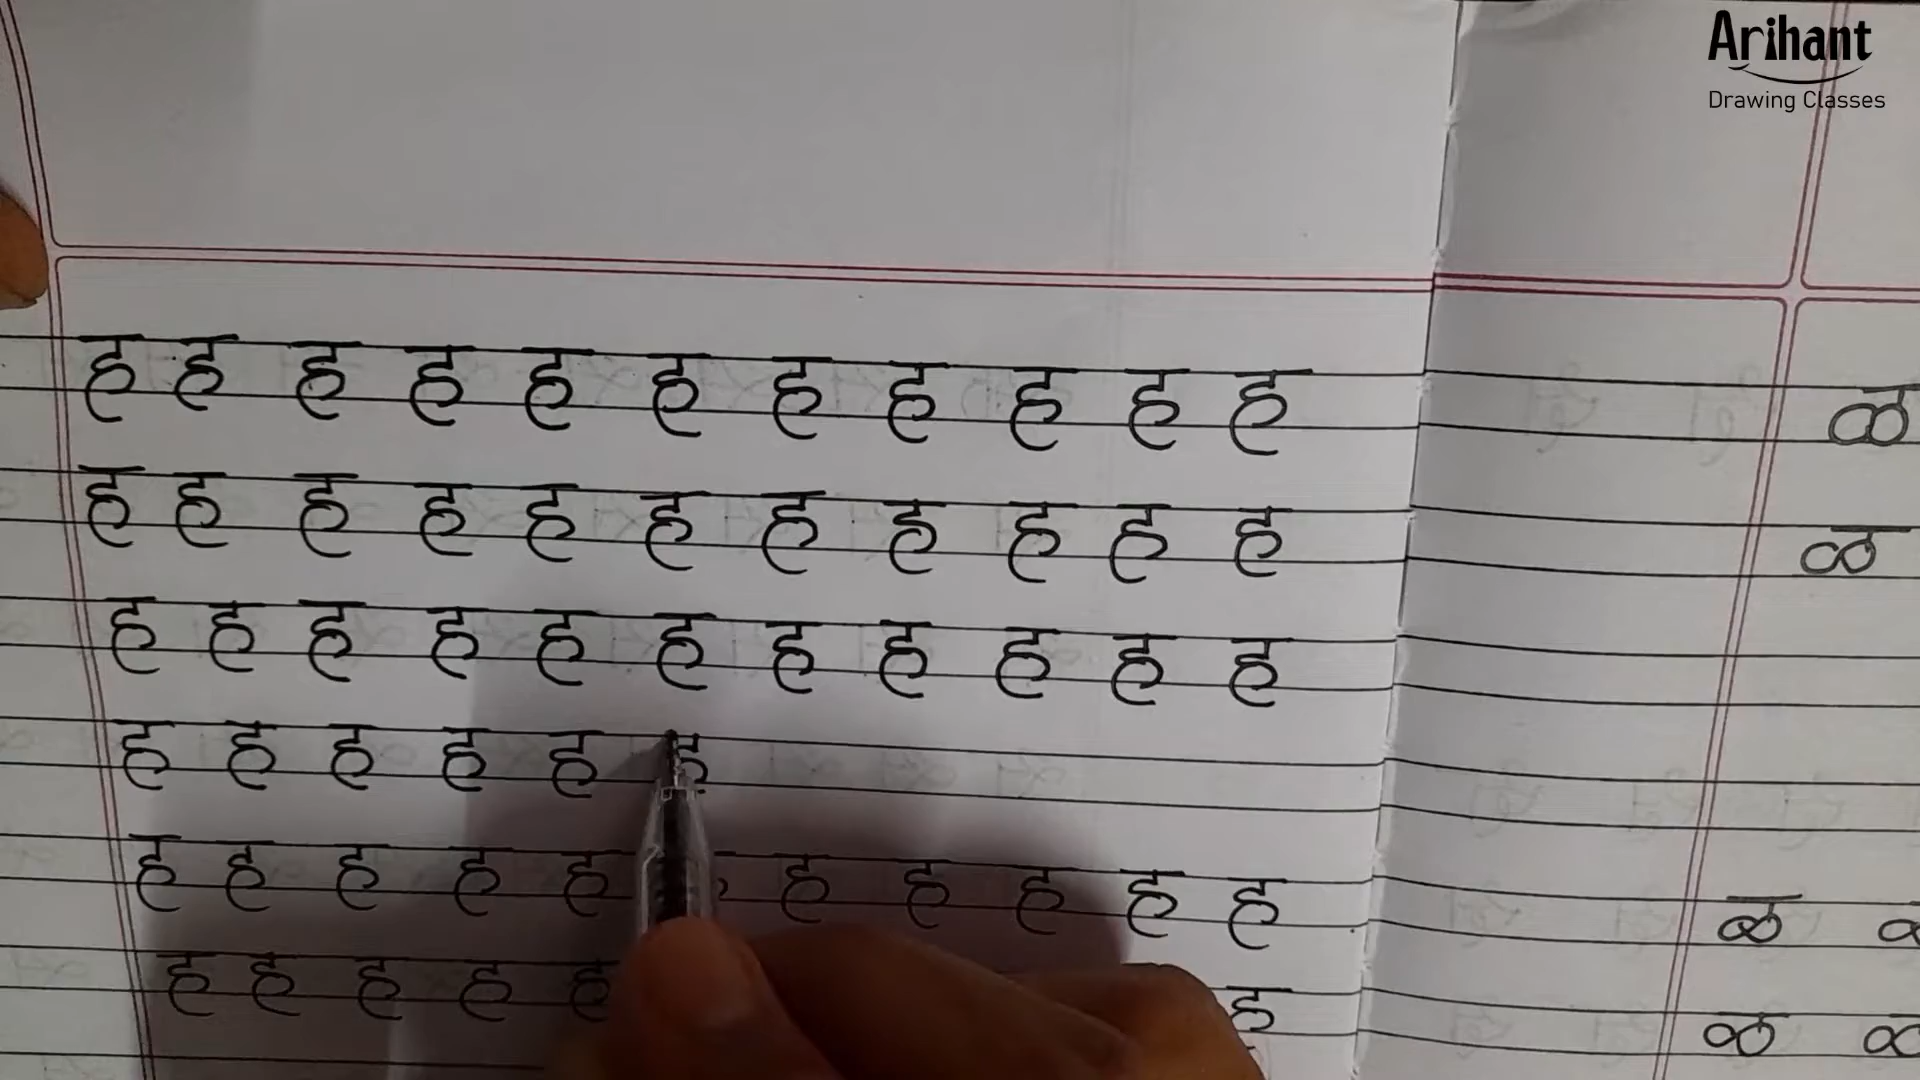 Arihant
Drawing Classes
ह ह ह ह ह ह ह ह ह ह ह
ह ह ह ह ह ह ह ह ह ह ह
ह ह ह ह ह ह ह ह ह ह ह
ह ह ह ह ह ह
ह ह ह ह ह ह ह ह ह ह
ह ह ह ह ह ह
ळ
ळ
ळ
ळ